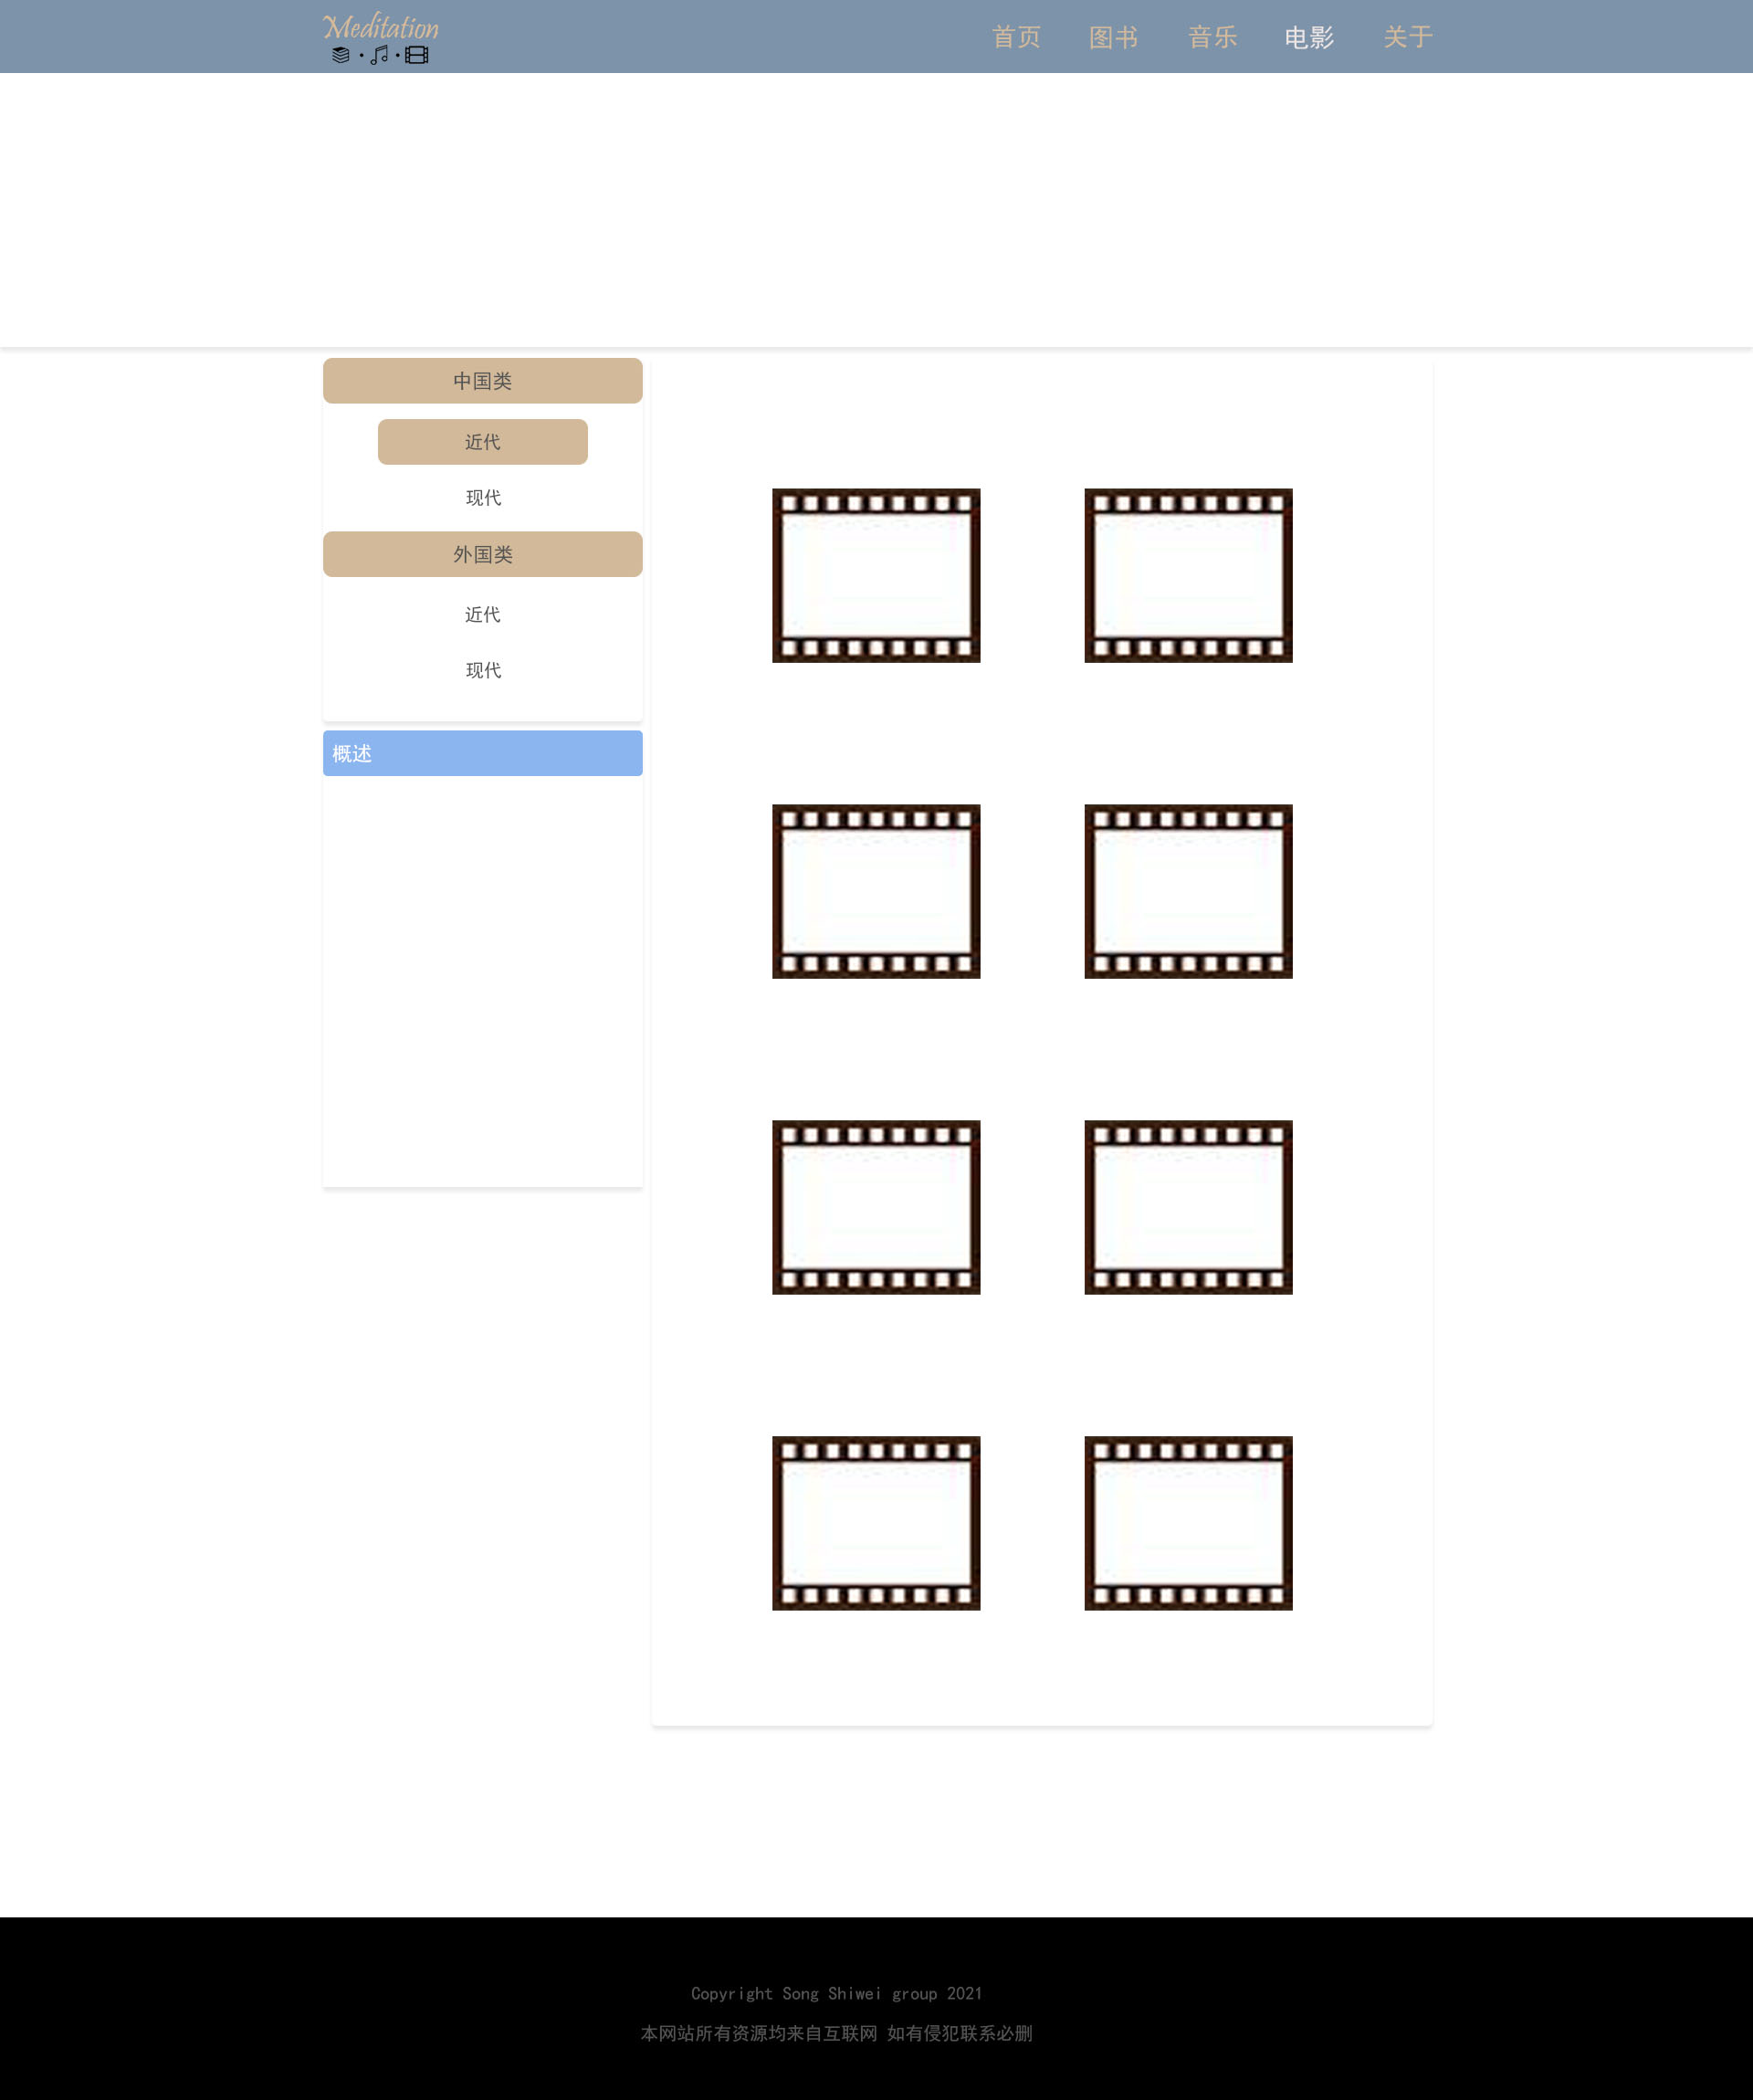 Meditation
首页 图书 音乐 电影 关于
中国类
近代
现代
外国类
近代
现代
概述
Copyright Song Shiwei group 2021
本网站所有资源均来自互联网 如有侵犯联系必删